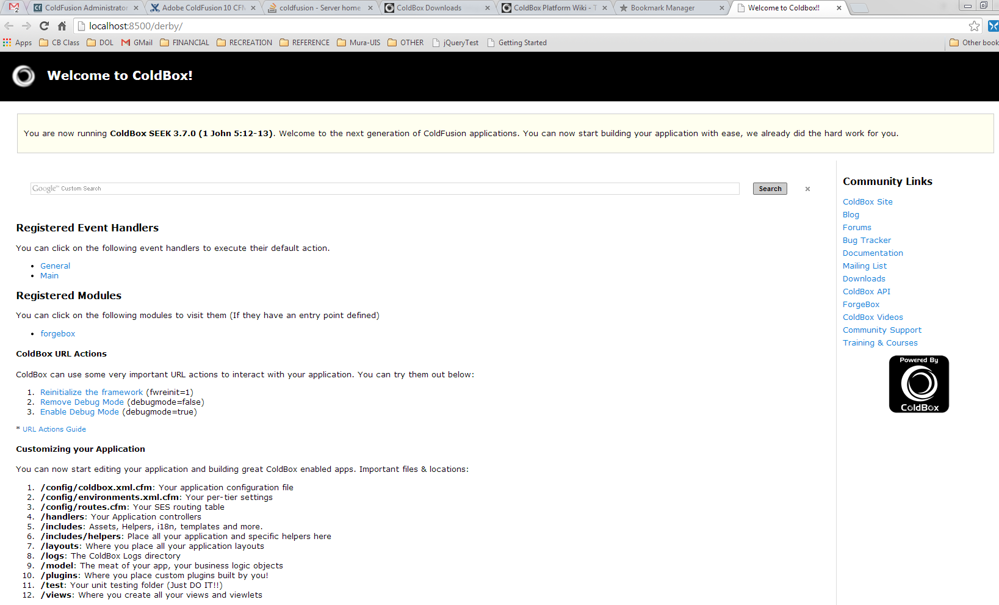 2
ColdFusion Administrator
Adobe ColdFusion 10 CFM
coldfusion - Server home
ColdBox Downloads
ColdBox Platform Wiki - T
Bookmark Manager
Welcome to Coldbox!!
localhost:8500/derby/
Apps
CB Class
DOL
GMail
FINANCIAL
RECREATION
REFERENCE
Mura-UIS
OTHER
jQueryTest
Getting Started
Other book
Welcome to ColdBox!
You are now running ColdBox SEEK 3.7.0 (1 John 5:12-13). Welcome to the next generation of ColdFusion applications. You can now start building your application with ease, we already did the hard work for you.
Google™ Custom Search
Search
Registered Event Handlers
You can click on the following event handlers to execute their default action.
• General
• Main
Registered Modules
You can click on the following modules to visit them (If they have an entry point defined)
• forgebox
ColdBox URL Actions
ColdBox can use some very important URL actions to interact with your application. You can try them out below:
1. Reinitialize the framework (fwreinit=1)
2. Remove Debug Mode (debugmode=false)
3. Enable Debug Mode (debugmode=true)
* URL Actions Guide
Customizing your Application
You can now start editing your application and building great ColdBox enabled apps. Important files & locations:
1. /config/coldbox.xml.cfm: Your application configuration file
2. /config/environments.xml.cfm: Your per-tier settings
3. /config/routes.cfm: Your SES routing table
4. /handlers: Your Application controllers
5. /includes: Assets, Helpers, i18n, templates and more.
6. /includes/helpers: Place all your application and specific helpers here
7. /layouts: Where you place all your application layouts
8. /logs: The ColdBox Logs directory
9. /model: The meat of your app, your business logic objects
10. /plugins: Where you place custom plugins built by you!
11. /test: Your unit testing folder (Just DO IT!!)
12. /views: Where you create all your views and viewlets
Community Links
ColdBox Site
Blog
Forums
Bug Tracker
Documentation
Mailing List
Downloads
ColdBox API
ForgeBox
ColdBox Videos
Community Support
Training & Courses
Powered By
ColdBox